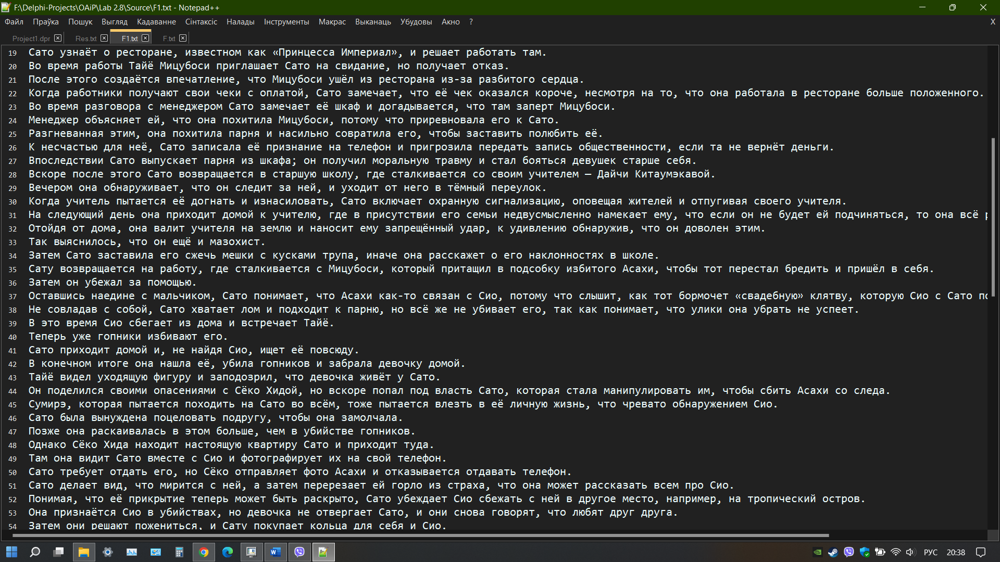 F:\Delphi-Projects\OAiP\Lab 2.8\Source\F1.txt - Notepad++
Файл Праўка Пошук Выгляд Кадаванне Сінтаксіс Налады Інструменты Макрас Выканаць Убудовы Акно ? X
Project1.dpr Res.txt F1.txt F.txt
19 Сато узнаёт о ресторане, известном как «Принцесса Империал», и решает работать там.
20 Во время работы Тайё Мицубоси приглашает Сато на свидание, но получает отказ.
21 После этого создаётся впечатление, что Мицубоси ушёл из ресторана из-за разбитого сердца.
22 Когда работники получают свои чеки с оплатой, Сато замечает, что её чек оказался короче, несмотря на то, что она работала в ресторане больше положенного.
23 Во время разговора с менеджером Сато замечает её шкаф и догадывается, что там заперт Мицубоси.
24 Менеджер объясняет ей, что она похитила Мицубоси, потому что приревновала его к Сато.
25 Разгневанная этим, она похитила парня и насильно совратила его, чтобы заставить полюбить её.
26 К несчастью для неё, Сато записала её признание на телефон и пригрозила передать запись общественности, если та не вернёт деньги.
27 Впоследствии Сато выпускает парня из шкафа; он получил моральную травму и стал бояться девушек старше себя.
28 Вскоре после этого Сато возвращается в старшую школу, где сталкивается со своим учителем — Дайчи Китаумэкавой.
29 Вечером она обнаруживает, что он следит за ней, и уходит от него в тёмный переулок.
30 Когда учитель пытается её догнать и изнасиловать, Сато включает охранную сигнализацию, оповещая жителей и отпугивая своего учителя.
31 На следующий день она приходит домой к учителю, где в присутствии его семьи недвусмысленно намекает ему, что если он не будет ей подчиняться, то она всё р
32 Отойдя от дома, она валит учителя на землю и наносит ему запрещённый удар, к удивлению обнаружив, что он доволен этим.
33 Так выяснилось, что он ещё и мазохист.
34 Затем Сато заставила его сжечь мешки с кусками трупа, иначе она расскажет о его наклонностях в школе.
35 Сату возвращается на работу, где сталкивается с Мицубоси, который притащил в подсобку избитого Асахи, чтобы тот перестал бредить и пришёл в себя.
36 Затем он убежал за помощью.
37 Оставшись наедине с мальчиком, Сато понимает, что Асахи как-то связан с Сио, потому что слышит, как тот бормочет «свадебную» клятву, которую Сио с Сато по
38 Не совладав с собой, Сато хватает лом и подходит к парню, но всё же не убивает его, так как понимает, что улики она убрать не успеет.
39 В это время Сио сбегает из дома и встречает Тайё.
40 Теперь уже гопники избивают его.
41 Сато приходит домой и, не найдя Сио, ищет её повсюду.
42 В конечном итоге она нашла её, убила гопников и забрала девочку домой.
43 Тайё видел уходящую фигуру и заподозрил, что девочка живёт у Сато.
44 Он поделился своими опасениями с Сёко Хидой, но вскоре попал под власть Сато, которая стала манипулировать им, чтобы сбить Асахи со следа.
45 Сумирэ, которая пытается походить на Сато во всём, тоже пытается влезть в её личную жизнь, что чревато обнаружением Сио.
46 Сато была вынуждена поцеловать подругу, чтобы она замолчала.
47 Позже она раскаивалась в этом больше, чем в убийстве гопников.
48 Однако Сёко Хида находит настоящую квартиру Сато и приходит туда.
49 Там она видит Сато вместе с Сио и фотографирует их на свой телефон.
50 Сато требует отдать его, но Сёко отправляет фото Асахи и отказывается отдавать телефон.
51 Сато делает вид, что мирится с ней, а затем перерезает ей горло из страха, что она может рассказать всем про Сио.
52 Понимая, что её прикрытие теперь может быть раскрыто, Сато убеждает Сио сбежать с ней в другое место, например, на тропический остров.
53 Она признаётся Сио в убийствах, но девочка не отвергает Сато, и они снова говорят, что любят друг друга.
54 Затем они решают пожениться, и Сату покупает кольца для себя и Сио.
РУС 20:38